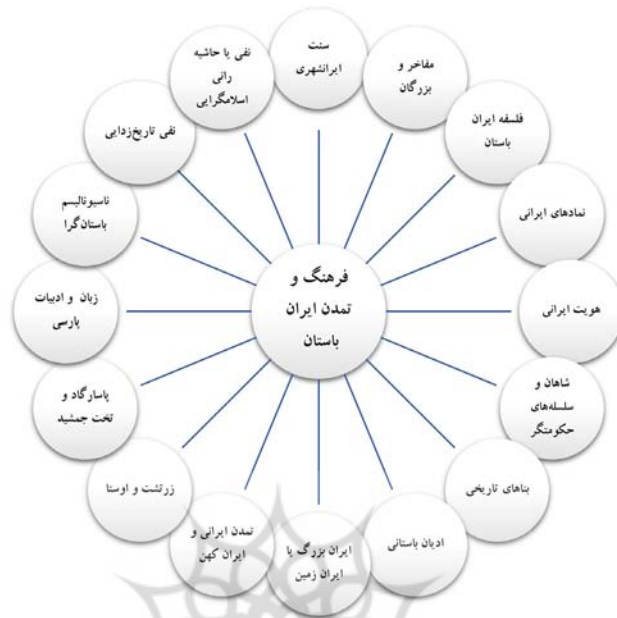 سنت
ایرانشهری
مفاخر و
بزرگان
فلسفه ایران
باستان
نمادهای ایرانی
هویت ایرانی
شاهان و
سلسله‌های
حکومتگر
بناهای تاریخی
ادیان باستانی
ایران بزرگ یا
ایران زمین
تمدن ایرانی و
ایران کهن
زرتشت و اوستا
پاسارگاد و
تخت جمشید
زبان و ادبیات
پارسی
ناسیونالیسم
باستان‌گرا
نفی تاریخ‌زدایی
نفی یا حاشیه
رانی
اسلامگرایی
فرهنگ و
تمدن ایران
باستان